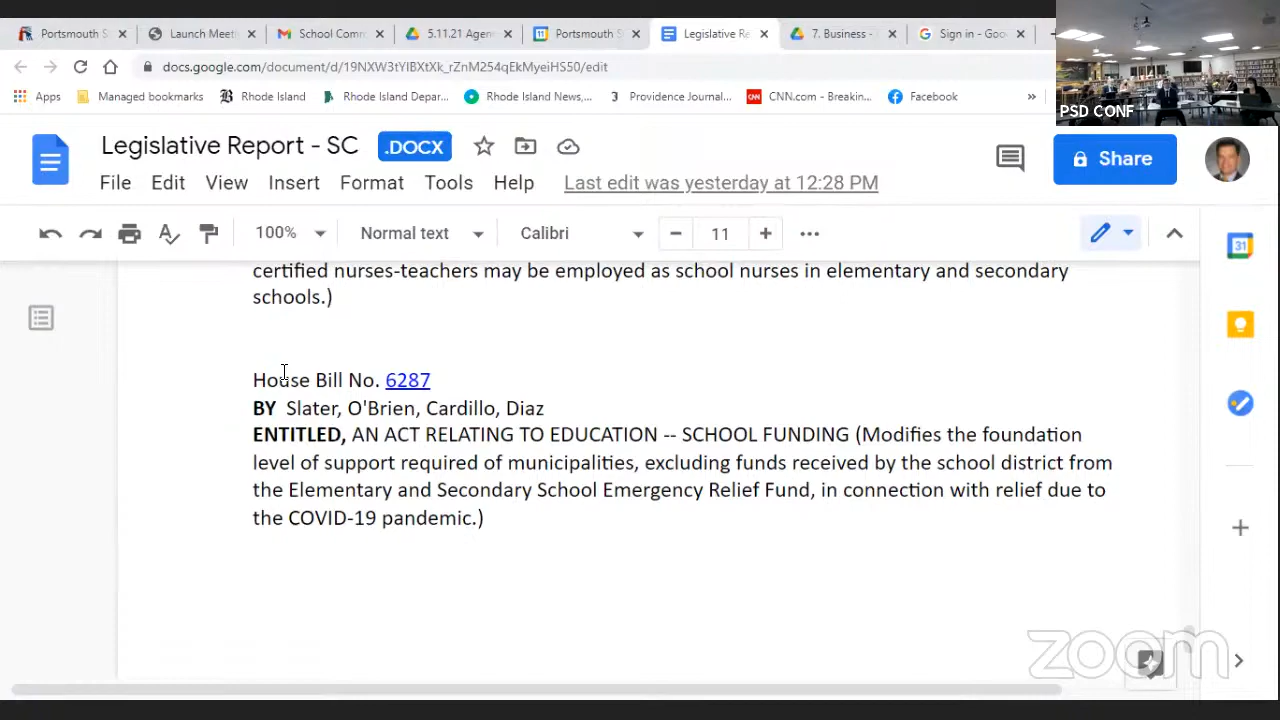 Portsmouth S
Launch Meeti
School Comm
5.11.21 Agen
Portsmouth S
Legislative Re
7. Business -
Sign in - Goo
docs.google.com/document/d/19NXW3tYIBXtXk_rZnM254qEkMyeiHS50/edit
Apps
Managed bookmarks
Rhode Island
Rhode Island Depar...
Rhode Island News,...
Providence Journal...
CNN.com - Breakin...
Facebook
»
PSD CONF
Legislative Report - SC
.DOCX
Share
File Edit View Insert Format Tools Help Last edit was yesterday at 12:28 PM
100% Normal text Calibri 11
certified nurses-teachers may be employed as school nurses in elementary and secondary
schools.)
House Bill No. 6287
BY Slater, O'Brien, Cardillo, Diaz
ENTITLED, AN ACT RELATING TO EDUCATION -- SCHOOL FUNDING (Modifies the foundation
level of support required of municipalities, excluding funds received by the school district from
the Elementary and Secondary School Emergency Relief Fund, in connection with relief due to
the COVID-19 pandemic.)
31
zoom